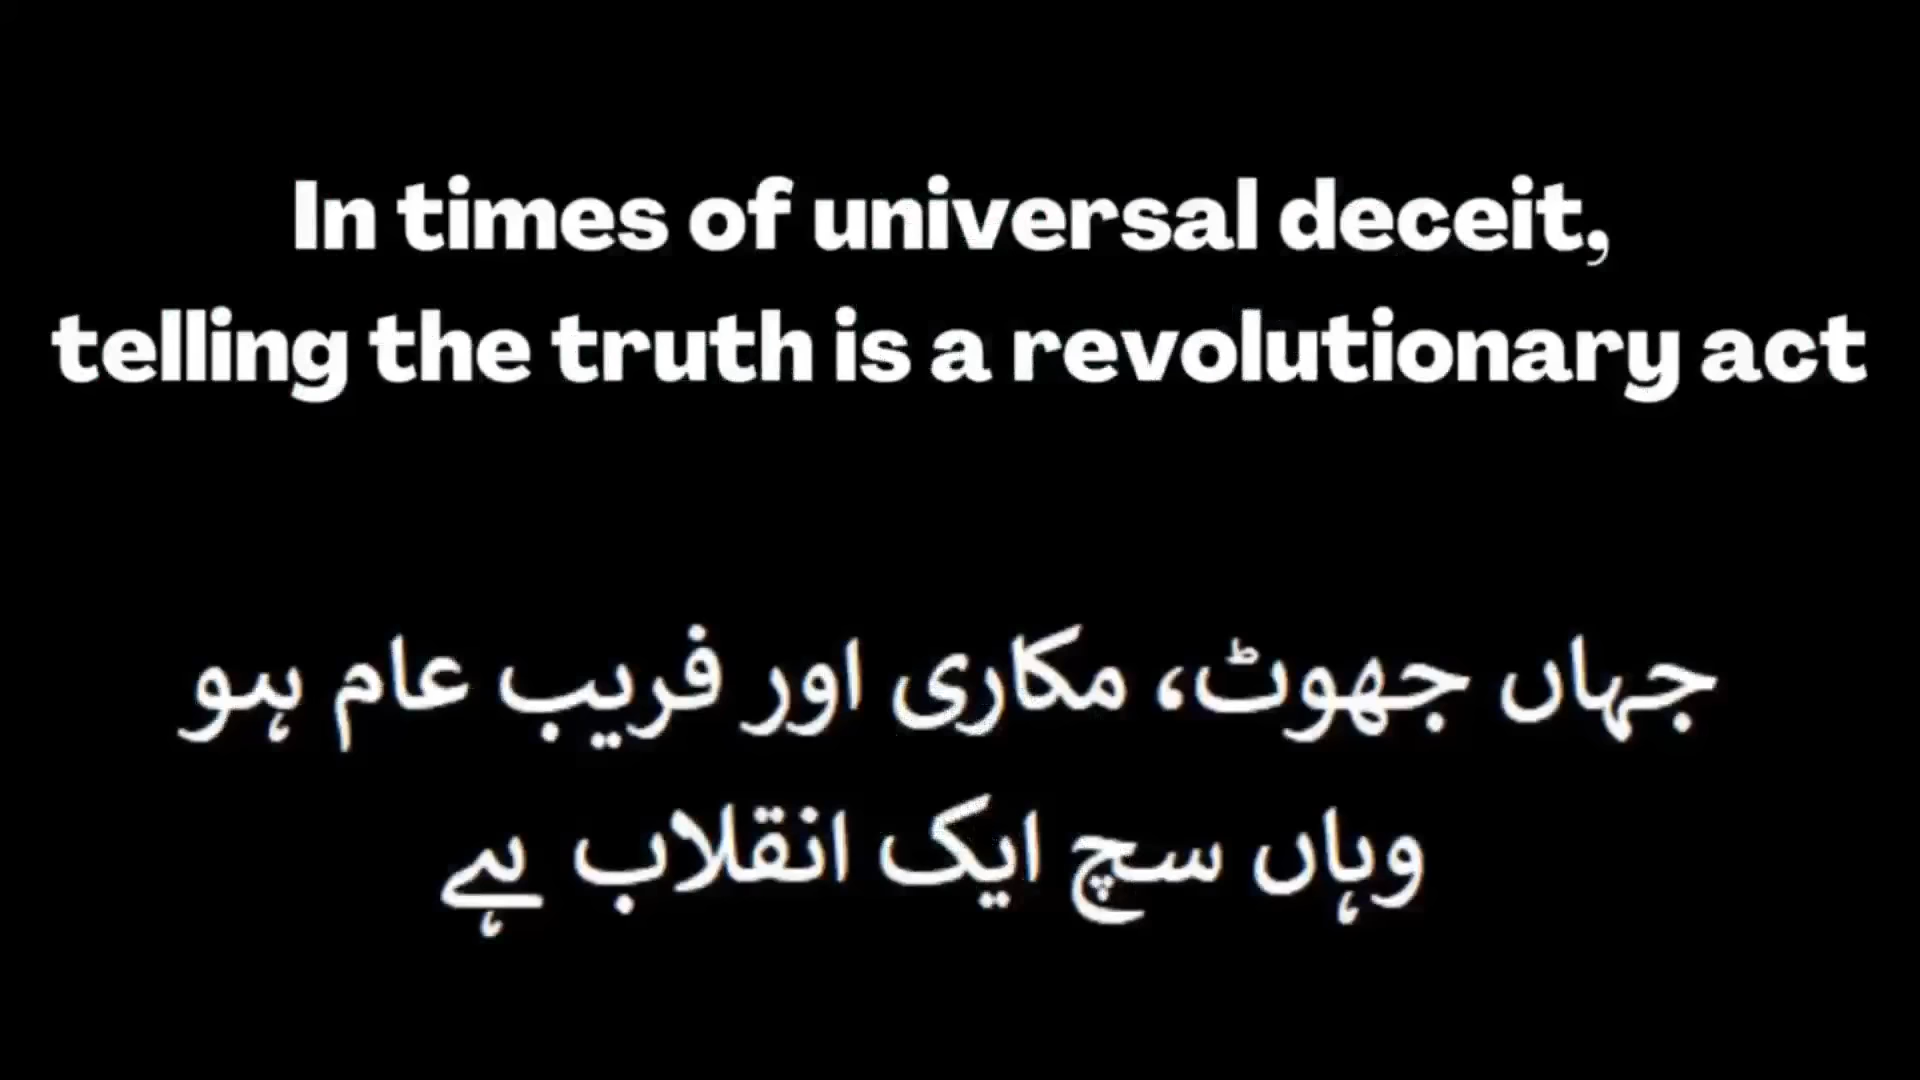 In times of universal deceit,
telling the truth is a revolutionary act
جہاں جھوٹ، مکاری اور فریب عام ہو
وہاں سچ ایک انقلاب ہے